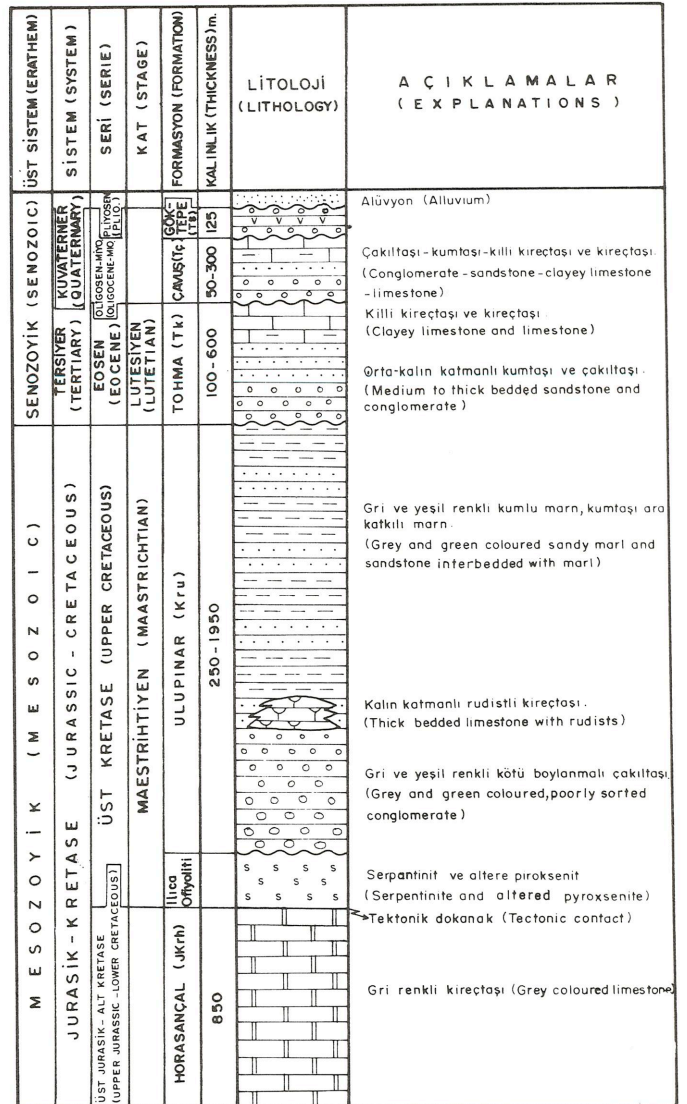 ÜST SİSTEM (ERATHEM)
SİSTEM (SYSTEM)
SERİ (SERIE)
KAT (STAGE)
FORMASYON (FORMATION)
KALINLIK (THICKNESS) m.
LİTOLOJİ
(LITHOLOGY)
AÇIKLAMALAR
(EXPLANATIONS)
SENOZOYİK (SENOZOIC)
KUVATERNER
(QUATERNARY)
PLİYOSEN
(PLIO.)
GÖK-
TEPE
125
Alüvyon (Alluvium)
OLİGOSEN-MİYO
(OLIGOCENE-MIO)
ÇAVUŞ(Tç)
50-300
Çakıltaşı-kumtaşı-killi kireçtaşı ve kireçtaşı.
(Conglomerate-sandstone-clayey limestone
-limestone)
TERSİYER
(TERTIARY)
EOSEN
(EOCENE)
LÜTESİYEN
(LUTETIAN)
TOHMA (Tk)
100-600
Killi kireçtaşı ve kireçtaşı.
(Clayey limestone and limestone)
Orta-kalın katmanlı kumtaşı ve çakıltaşı.
(Medium to thick bedded sandstone and
conglomerate)
MESOZOYİK (MESOZOIC)
JURASİK-KRETASE (JURASSIC-CRETACEOUS)
ÜST KRETASE (UPPER CRETACEOUS)
MAESTRİHTİYEN (MAASTRICHTIAN)
ULUPINAR (Kru)
250-1950
Gri ve yeşil renkli kumlu marn, kumtaşı ara
katkılı marn.
(Grey and green coloured sandy marl and
sandstone interbedded with marl)
Kalın katmanlı rudistli kireçtaşı.
(Thick bedded limestone with rudists)
Gri ve yeşil renkli kötü boylanmalı çakıltaşı.
(Grey and green coloured, poorly sorted
conglomerate)
Ilıca
Ofiyoliti
Serpantinit ve altere piroksenit
(Serpentinite and altered pyroxsenite)
Tektonik dokanak (Tectonic contact)
ÜST JURASİK-ALT KRETASE
(UPPER JURASSIC-LOWER CRETACEOUS)
HORASANÇAL (JKrh)
850
Gri renkli kireçtaşı (Grey coloured limestone)